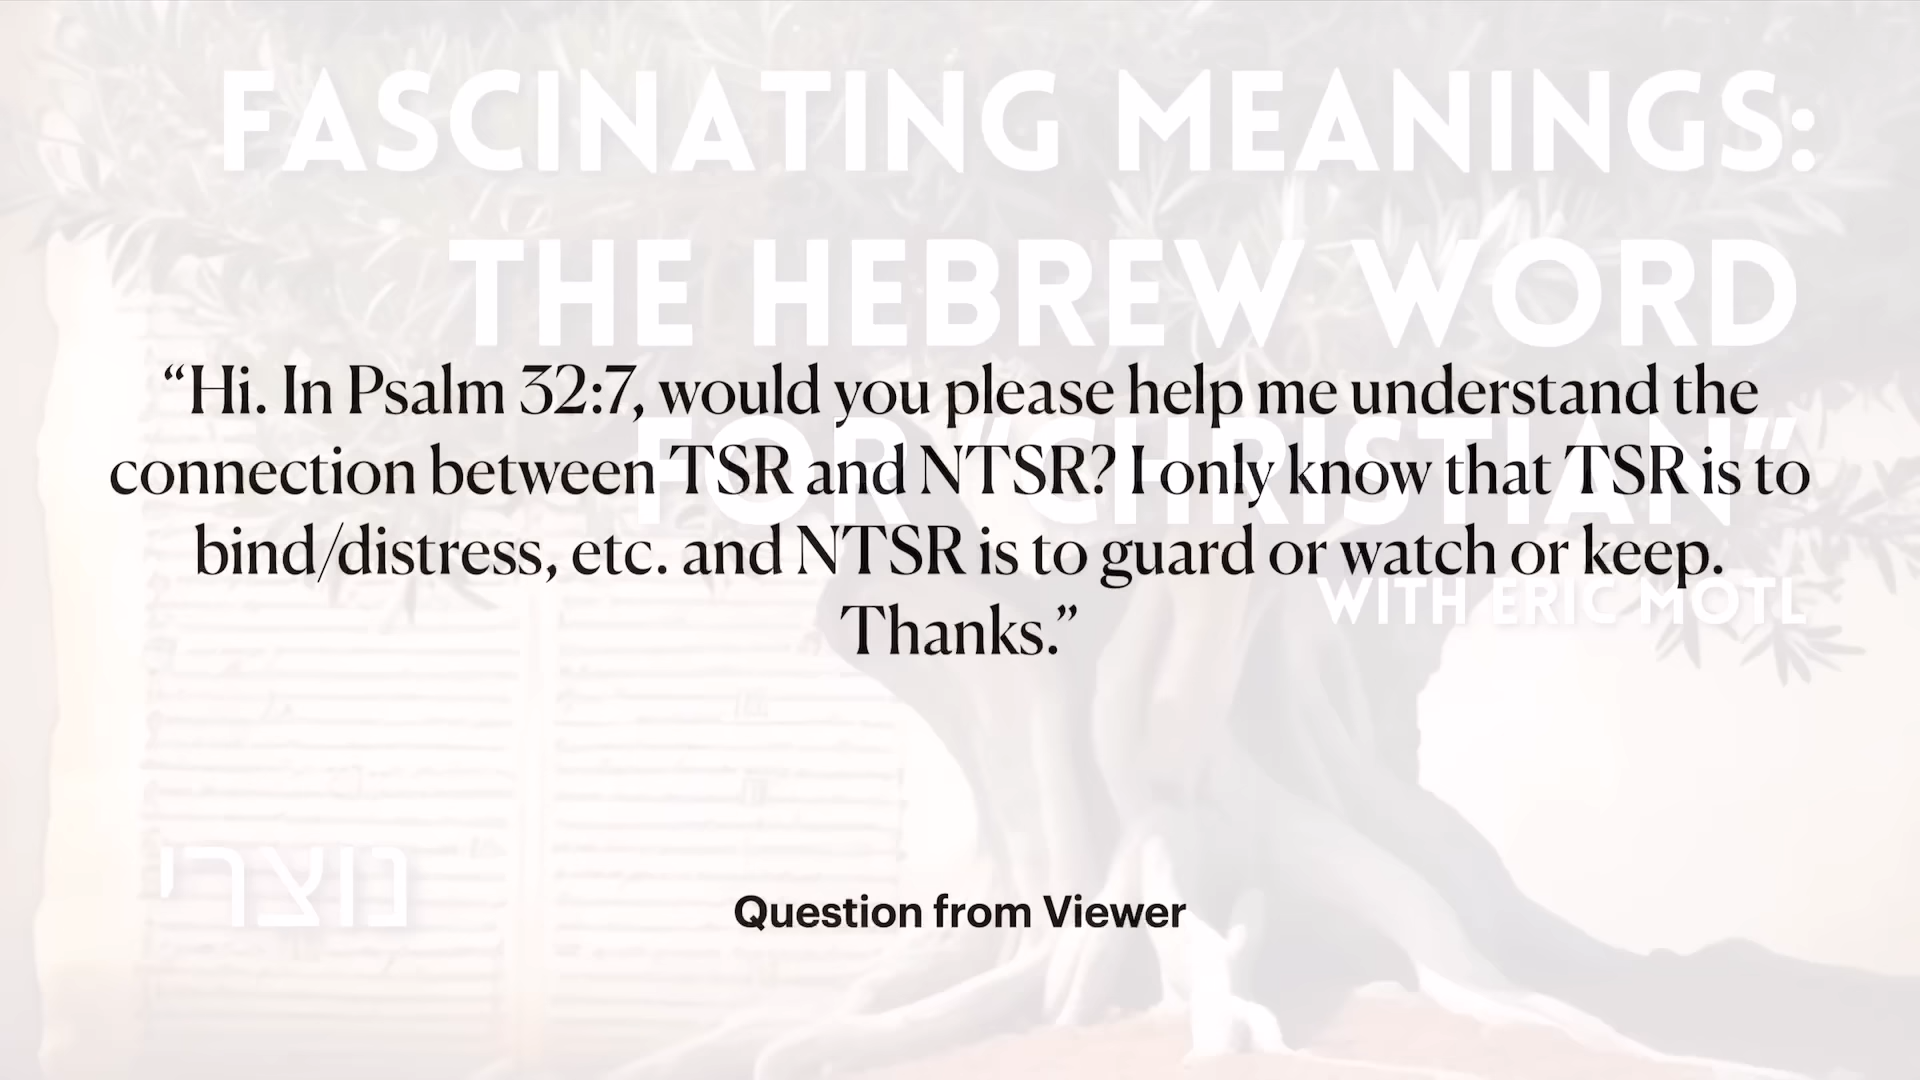 FASCINATING MEANINGS:
THE HEBREW WORD
FOR "CHRISTIAN"
WITH ERIC MOTL
“Hi. In Psalm 32:7, would you please help me understand the
connection between TSR and NTSR? I only know that TSR is to
bind/distress, etc. and NTSR is to guard or watch or keep.
Thanks.”
נוצרי
Question from Viewer